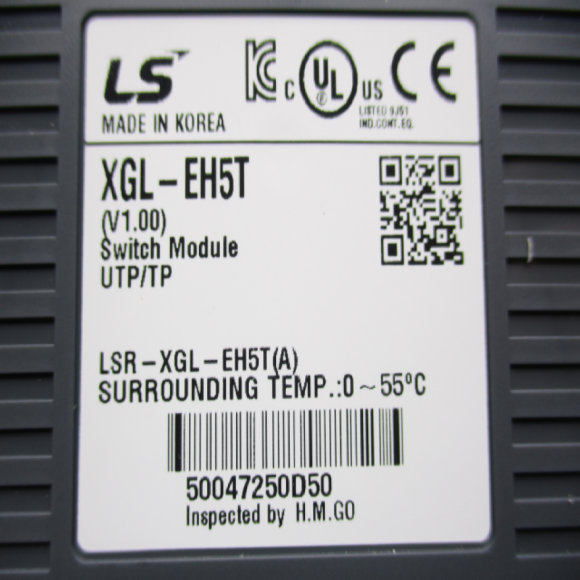 LS
MADE IN KOREA
C UL US
LISTED 9J51
IND.CONT.EQ.
CE
XGL-EH5T
(V1.00)
Switch Module
UTP/TP
LSR-XGL-EH5T(A)
SURROUNDING TEMP.:0~55°C
50047250D50
Inspected by H.M.GO